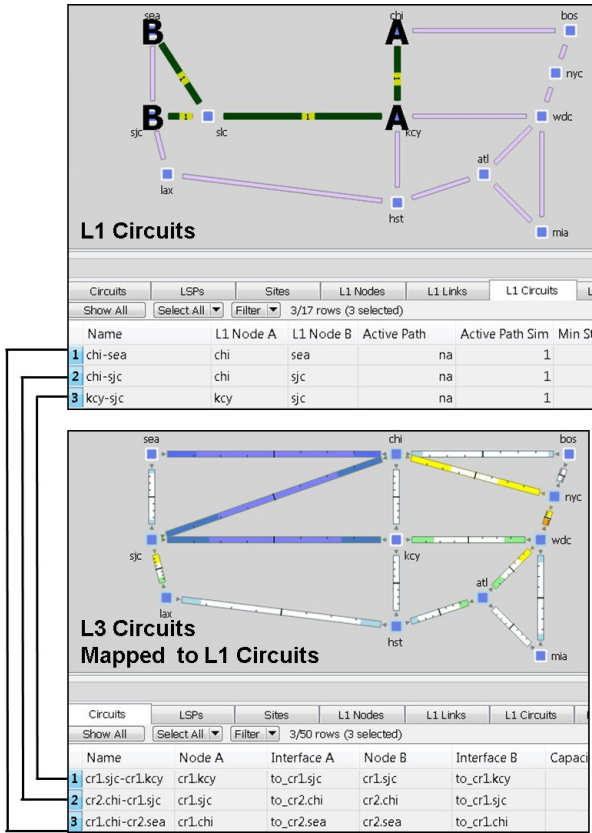 sea chi bos
B A
1 1 nyc
B 1 1 A
sjc slc kcy wdc
atl
lax
hst
mia
L1 Circuits
Circuits LSPs Sites L1 Nodes L1 Links L1 Circuits L
Show All Select All Filter 3/17 rows (3 selected)
Name L1 Node A L1 Node B Active Path Active Path Sim Min St
1 chi-sea chi sea na 1
2 chi-sjc chi sjc na 1
3 kcy-sjc kcy sjc na 1
sea chi bos
nyc
sjc kcy wdc
atl
lax
L3 Circuits
hst
Mapped to L1 Circuits
mia
Circuits LSPs Sites L1 Nodes L1 Links L1 Circuits
Show All Select All Filter 3/50 rows (3 selected)
Name Node A Interface A Node B Interface B Capaci
1 cr1.sjc-cr1.kcy cr1.kcy to_cr1.sjc cr1.sjc to_cr1.kcy
2 cr2.chi-cr1.sjc cr1.sjc to_cr2.chi cr2.chi to_cr1.sjc
3 cr1.chi-cr2.sea cr1.chi to_cr2.sea cr2.sea to_cr1.chi